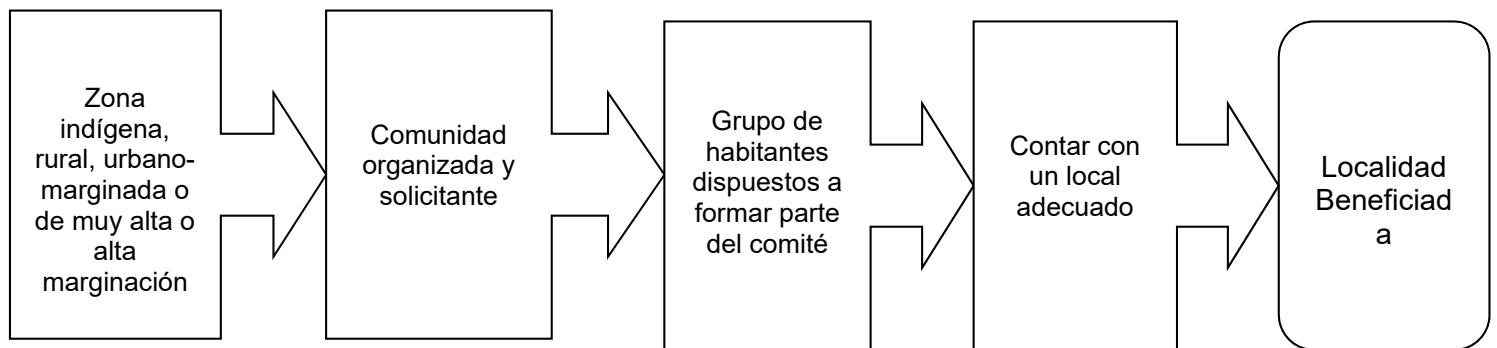 Zona
indígena,
rural, urbano-
marginada o
de muy alta o
alta
marginación
Comunidad
organizada y
solicitante
Grupo de
habitantes
dispuestos a
formar parte
del comité
Contar con
un local
adecuado
Localidad
Beneficiad
a